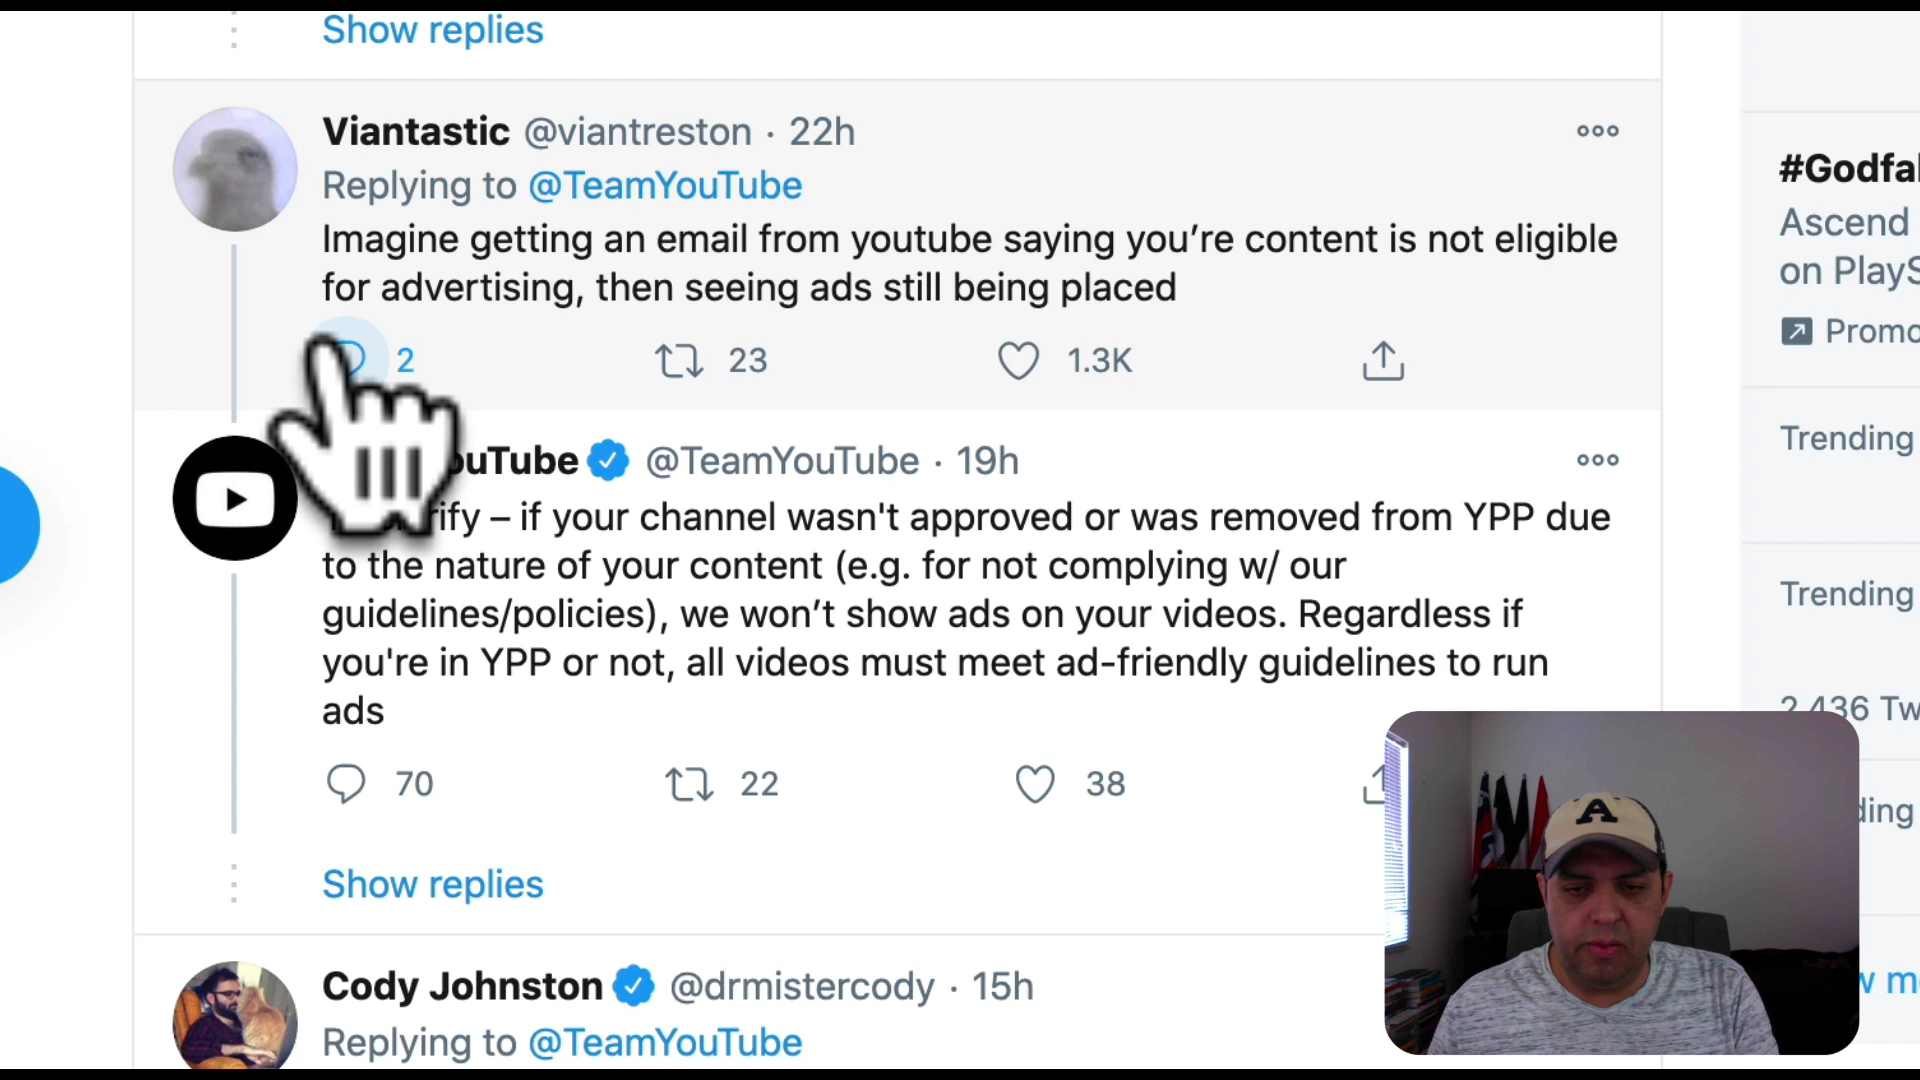 Show replies
Viantastic @viantreston · 22h
Replying to @TeamYouTube
Imagine getting an email from youtube saying you’re content is not eligible
for advertising, then seeing ads still being placed
2 23 1.3K
@TeamYouTube · 19h
– if your channel wasn't approved or was removed from YPP due
to the nature of your content (e.g. for not complying w/ our
guidelines/policies), we won’t show ads on your videos. Regardless if
you're in YPP or not, all videos must meet ad-friendly guidelines to run
ads
70 22 38
Show replies
Cody Johnston @drmistercody · 15h
Replying to @TeamYouTube
Ascend
on
Trending
Trending
A